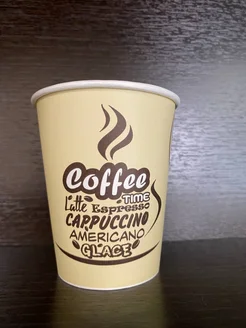 Coffee
TIME
Latte Espresso
CAPPUCCINO
AMERICANO
GLACE